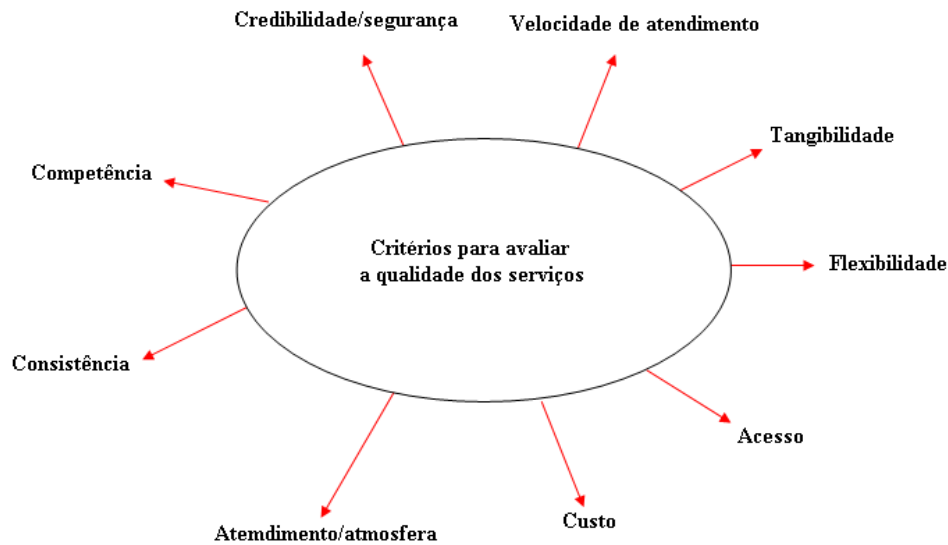 Credibilidade/segurança
Velocidade de atendimento
Tangibilidade
Competência
Critérios para avaliar
a qualidade dos serviços
Flexibilidade
Consistência
Acesso
Custo
Atemdimento/atmosfera